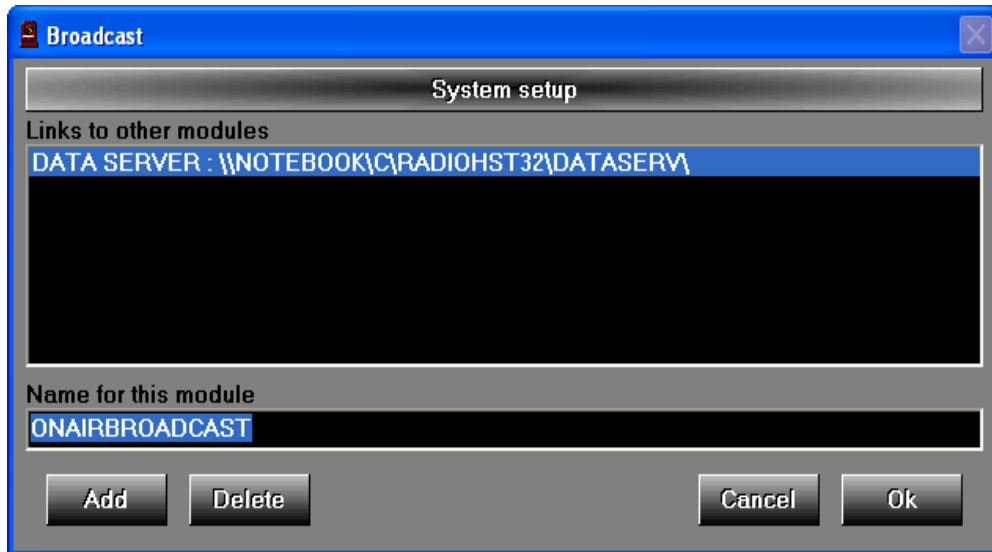 Broadcast
System setup
Links to other modules
DATA SERVER : \\NOTEBOOK\C\RADIOHST32\DATASERV\
Name for this module
ONAIRBROADCAST
Add Delete Cancel Ok